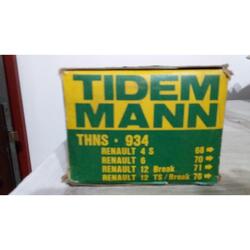 TIDEM
MANN
THNS · 934
RENAULT 4 S 68 ⇒
RENAULT 6 70 ⇒
RENAULT 12 Break 71 ⇒
RENAULT 12 TS / Break 76 ⇒